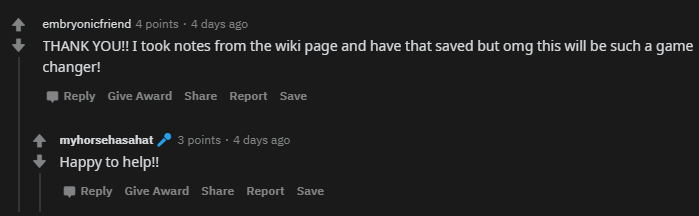 embryonicfriend 4 points · 4 days ago
THANK YOU!! I took notes from the wiki page and have that saved but omg this will be such a game
changer!
Reply Give Award Share Report Save
myhorsehasahat 3 points · 4 days ago
Happy to help!!
Reply Give Award Share Report Save